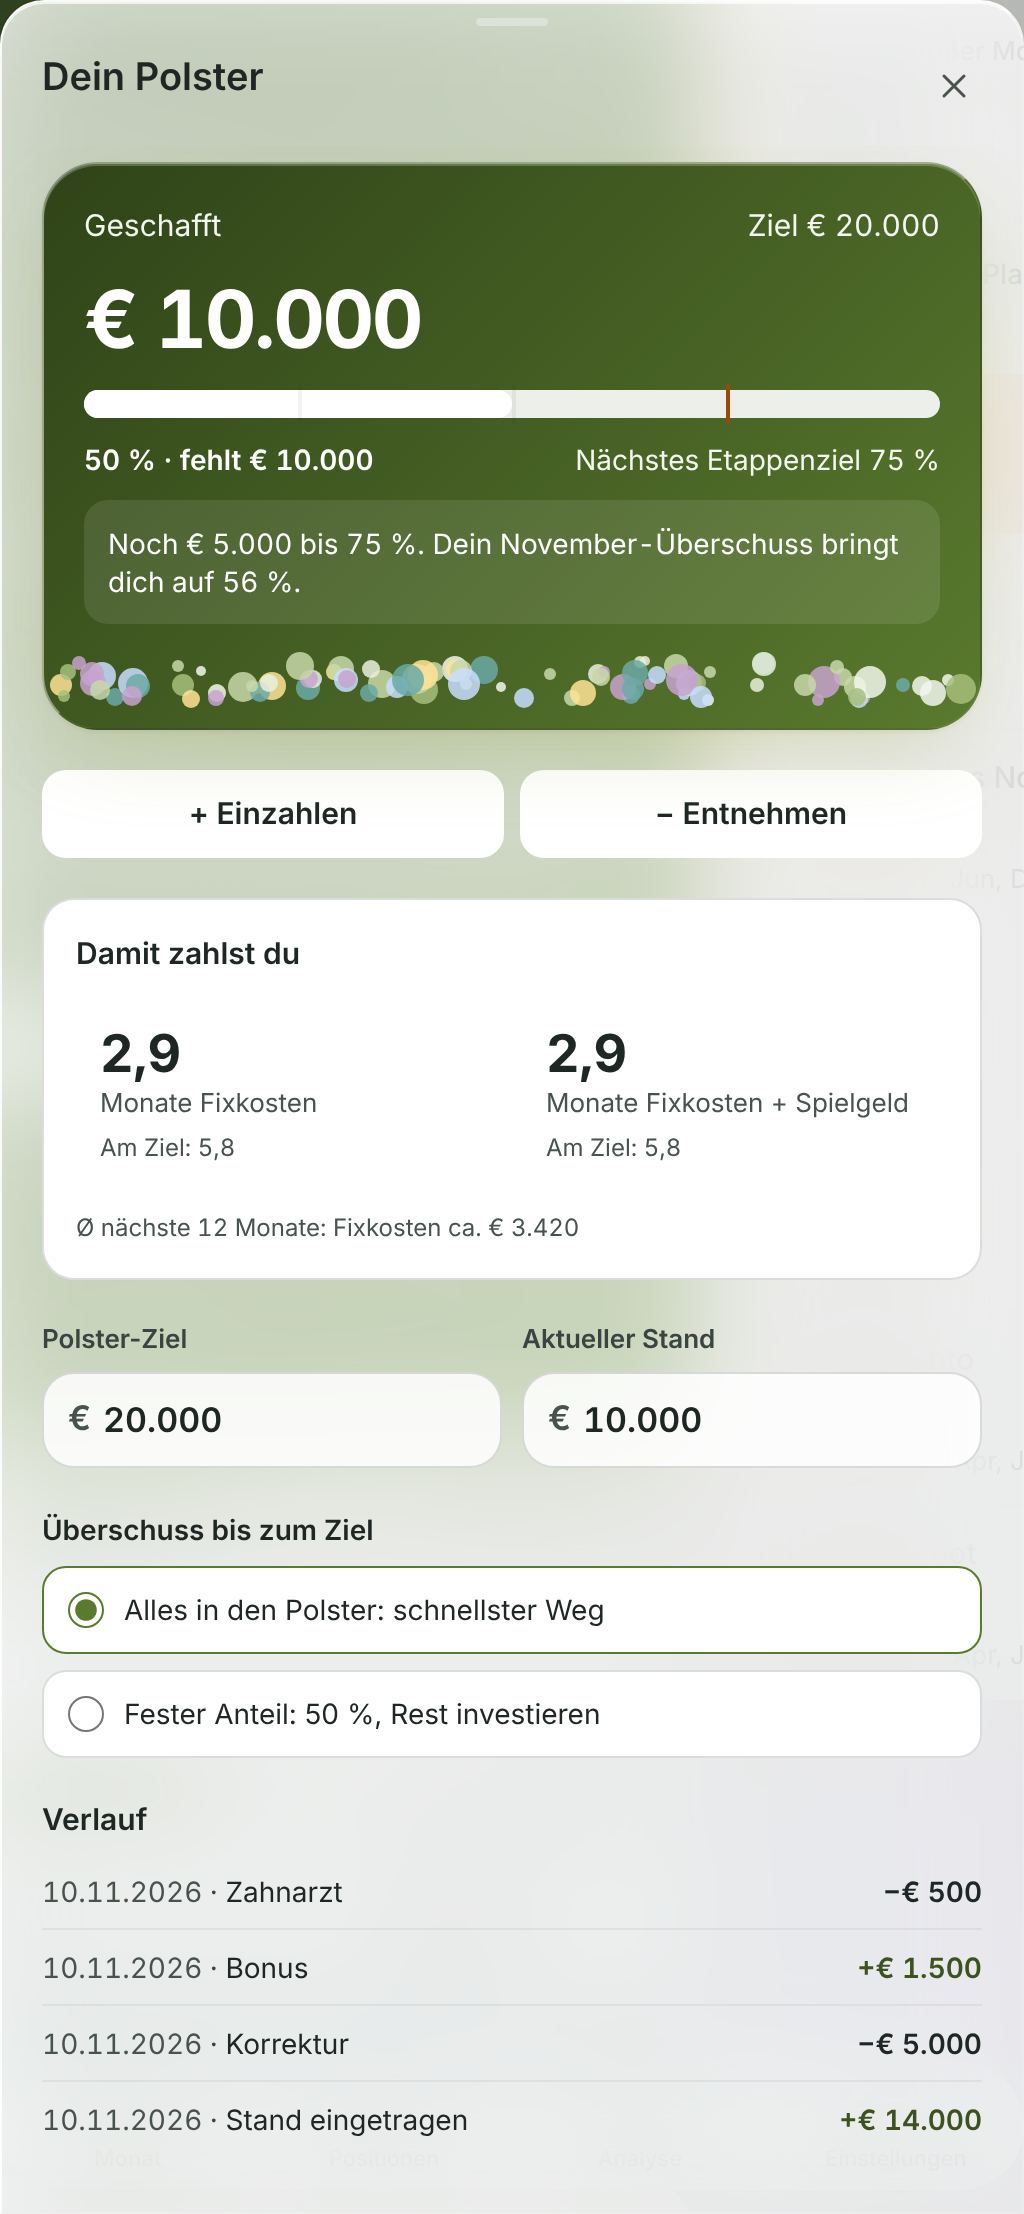 Dein Polster
Geschafft
Ziel € 20.000
€ 10.000
50 % · fehlt € 10.000
Nächstes Etappenziel 75 %
Noch € 5.000 bis 75 %. Dein November-Überschuss bringt
dich auf 56 %.
+ Einzahlen
− Entnehmen
Damit zahlst du
2,9
Monate Fixkosten
Am Ziel: 5,8
2,9
Monate Fixkosten + Spielgeld
Am Ziel: 5,8
Ø nächste 12 Monate: Fixkosten ca. € 3.420
Polster-Ziel
€ 20.000
Aktueller Stand
€ 10.000
Überschuss bis zum Ziel
Alles in den Polster: schnellster Weg
Fester Anteil: 50 %, Rest investieren
Verlauf
10.11.2026 · Zahnarzt −€ 500
10.11.2026 · Bonus +€ 1.500
10.11.2026 · Korrektur −€ 5.000
10.11.2026 · Stand eingetragen +€ 14.000
Monat Positionen Analyse Einstellungen